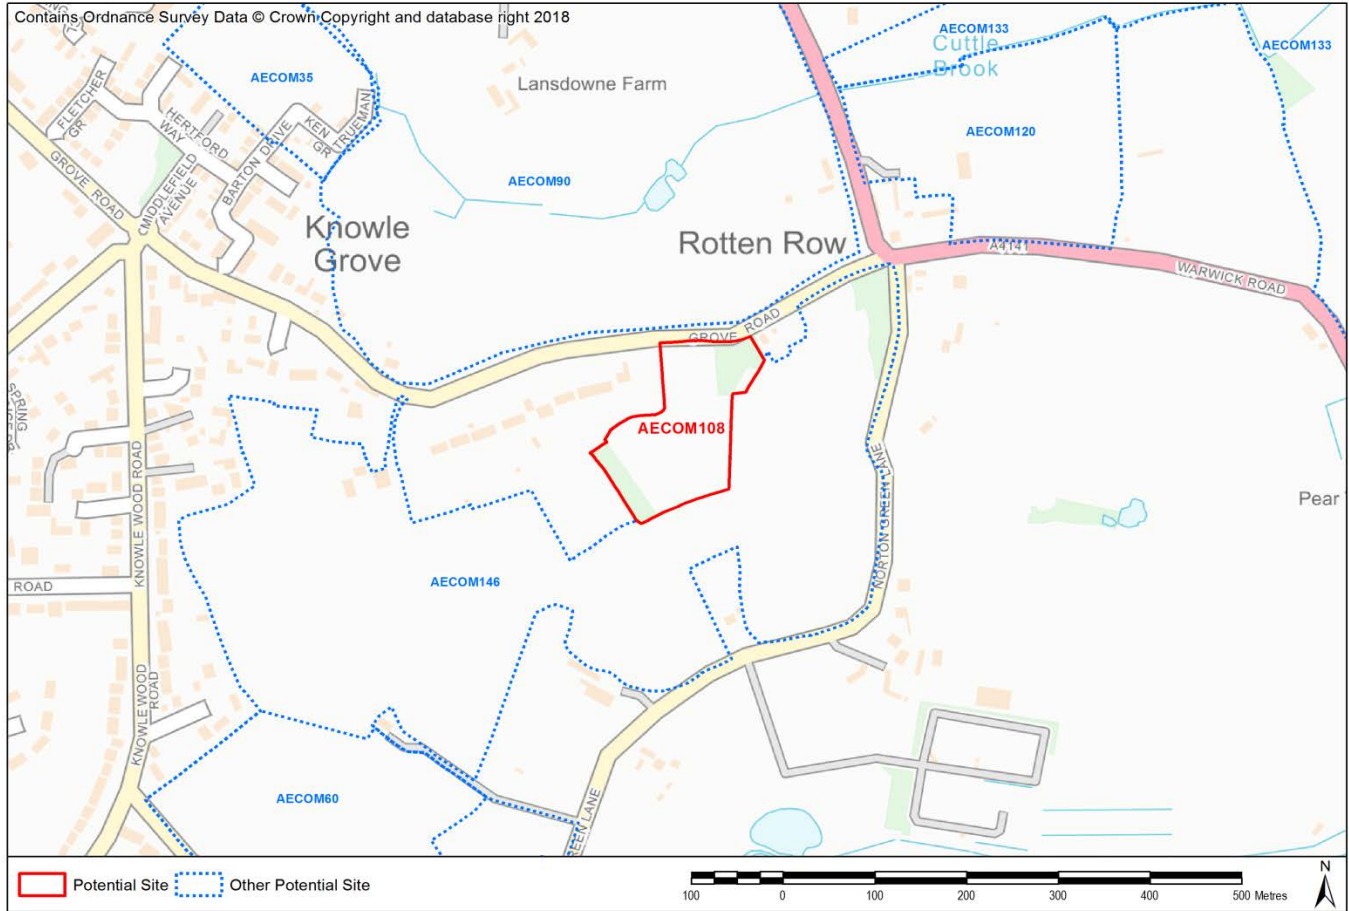 Contains Ordnance Survey Data © Crown Copyright and database right 2018
AECOM133
AECOM133
Cuttle
Brook
AECOM35
Lansdowne Farm
FLETCHER
GR
HERTFORD
WAY
KEN
GR
TRUEMAN
BARTON DRIVE
MIDDLEFIELD
AVENUE
GROVE ROAD
AECOM120
AECOM90
Knowle
Grove
Rotten Row
A4141
WARWICK ROAD
GROVE ROAD
SPRING
AECOM108
KNOWLE WOOD ROAD
NORTON GREEN LANE
Pear
ROAD
AECOM146
KNOWLE WOOD
ROAD
AECOM60
GREEN LANE
Potential Site
Other Potential Site
100 0 100 200 300 400 500 Metres
N